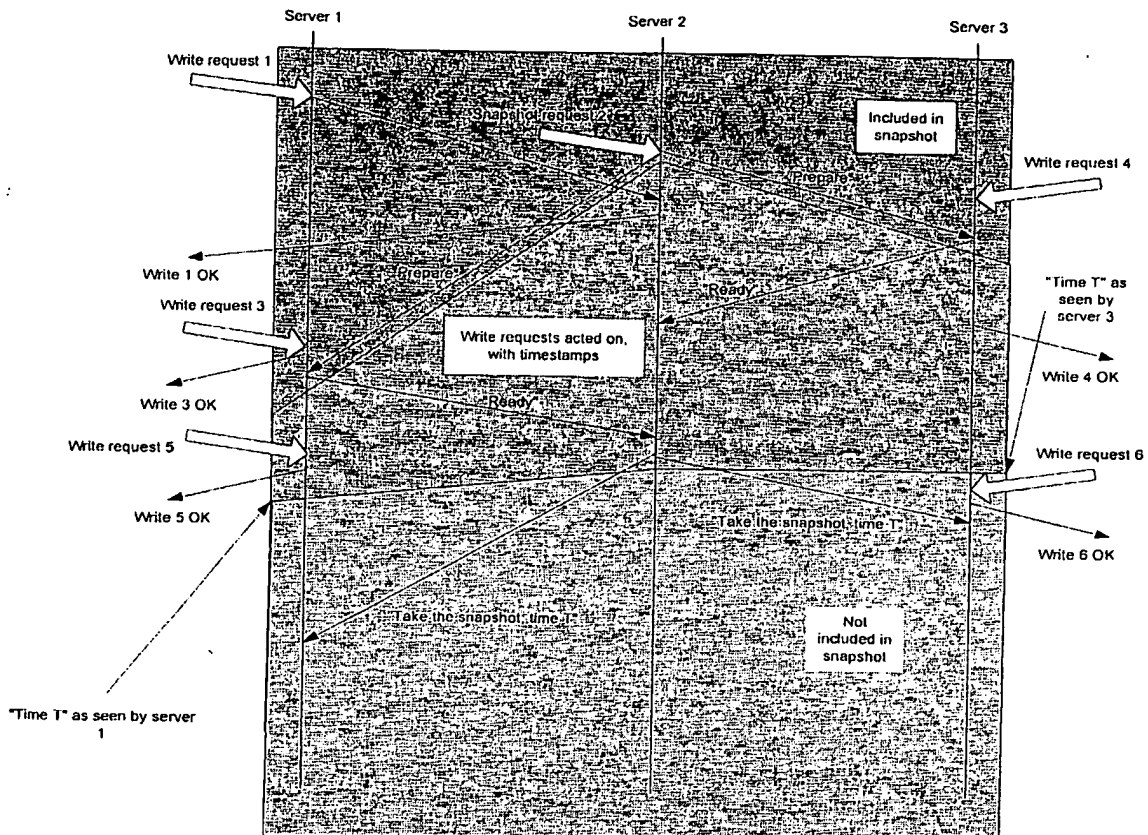 Server 1
Server 2
Server 3
Write request 1
Snapshot request 2
Included in
snapshot
Write request 4
"Prepare"
Write 1 OK
"Prepare"
"Ready"
"Time T" as
seen by
server 3
Write request 3
Write requests acted on,
with timestamps
Write 4 OK
Write 3 OK
"Ready"
Write request 5
Write request 6
Write 5 OK
"Take the snapshot, time T"
Write 6 OK
"Take the snapshot, time T"
Not
included in
snapshot
"Time T" as seen by server
1